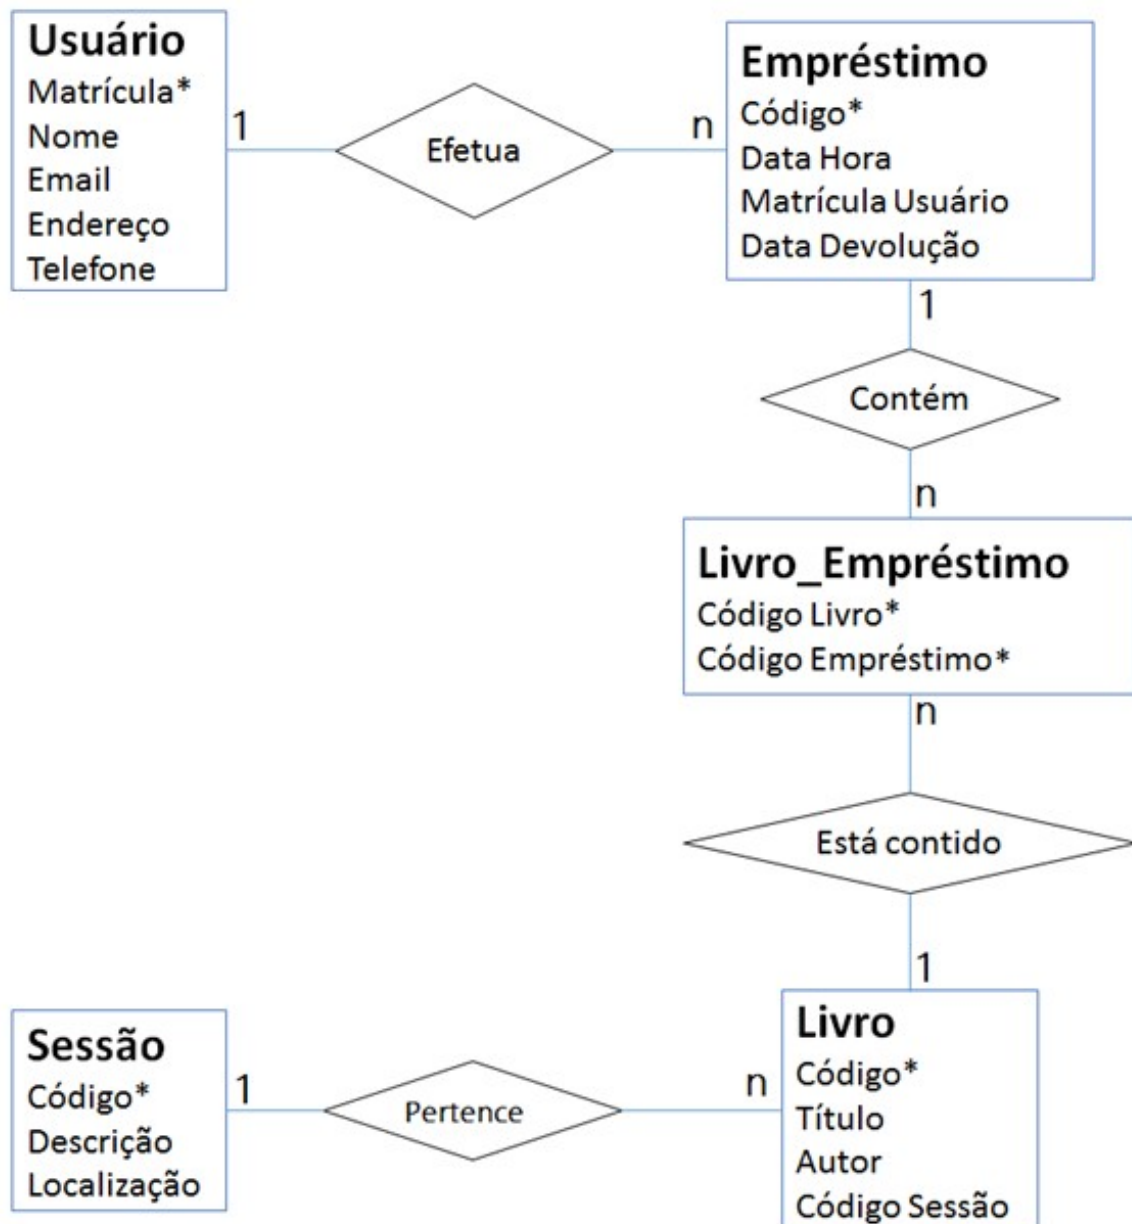 Usuário
Matrícula*
Nome
Email
Endereço
Telefone
1
Efetua
n
Empréstimo
Código*
Data Hora
Matrícula Usuário
Data Devolução
1
Contém
n
Livro_Empréstimo
Código Livro*
Código Empréstimo*
n
Está contido
1
Sessão
Código*
Descrição
Localização
1
Pertence
n
Livro
Código*
Título
Autor
Código Sessão